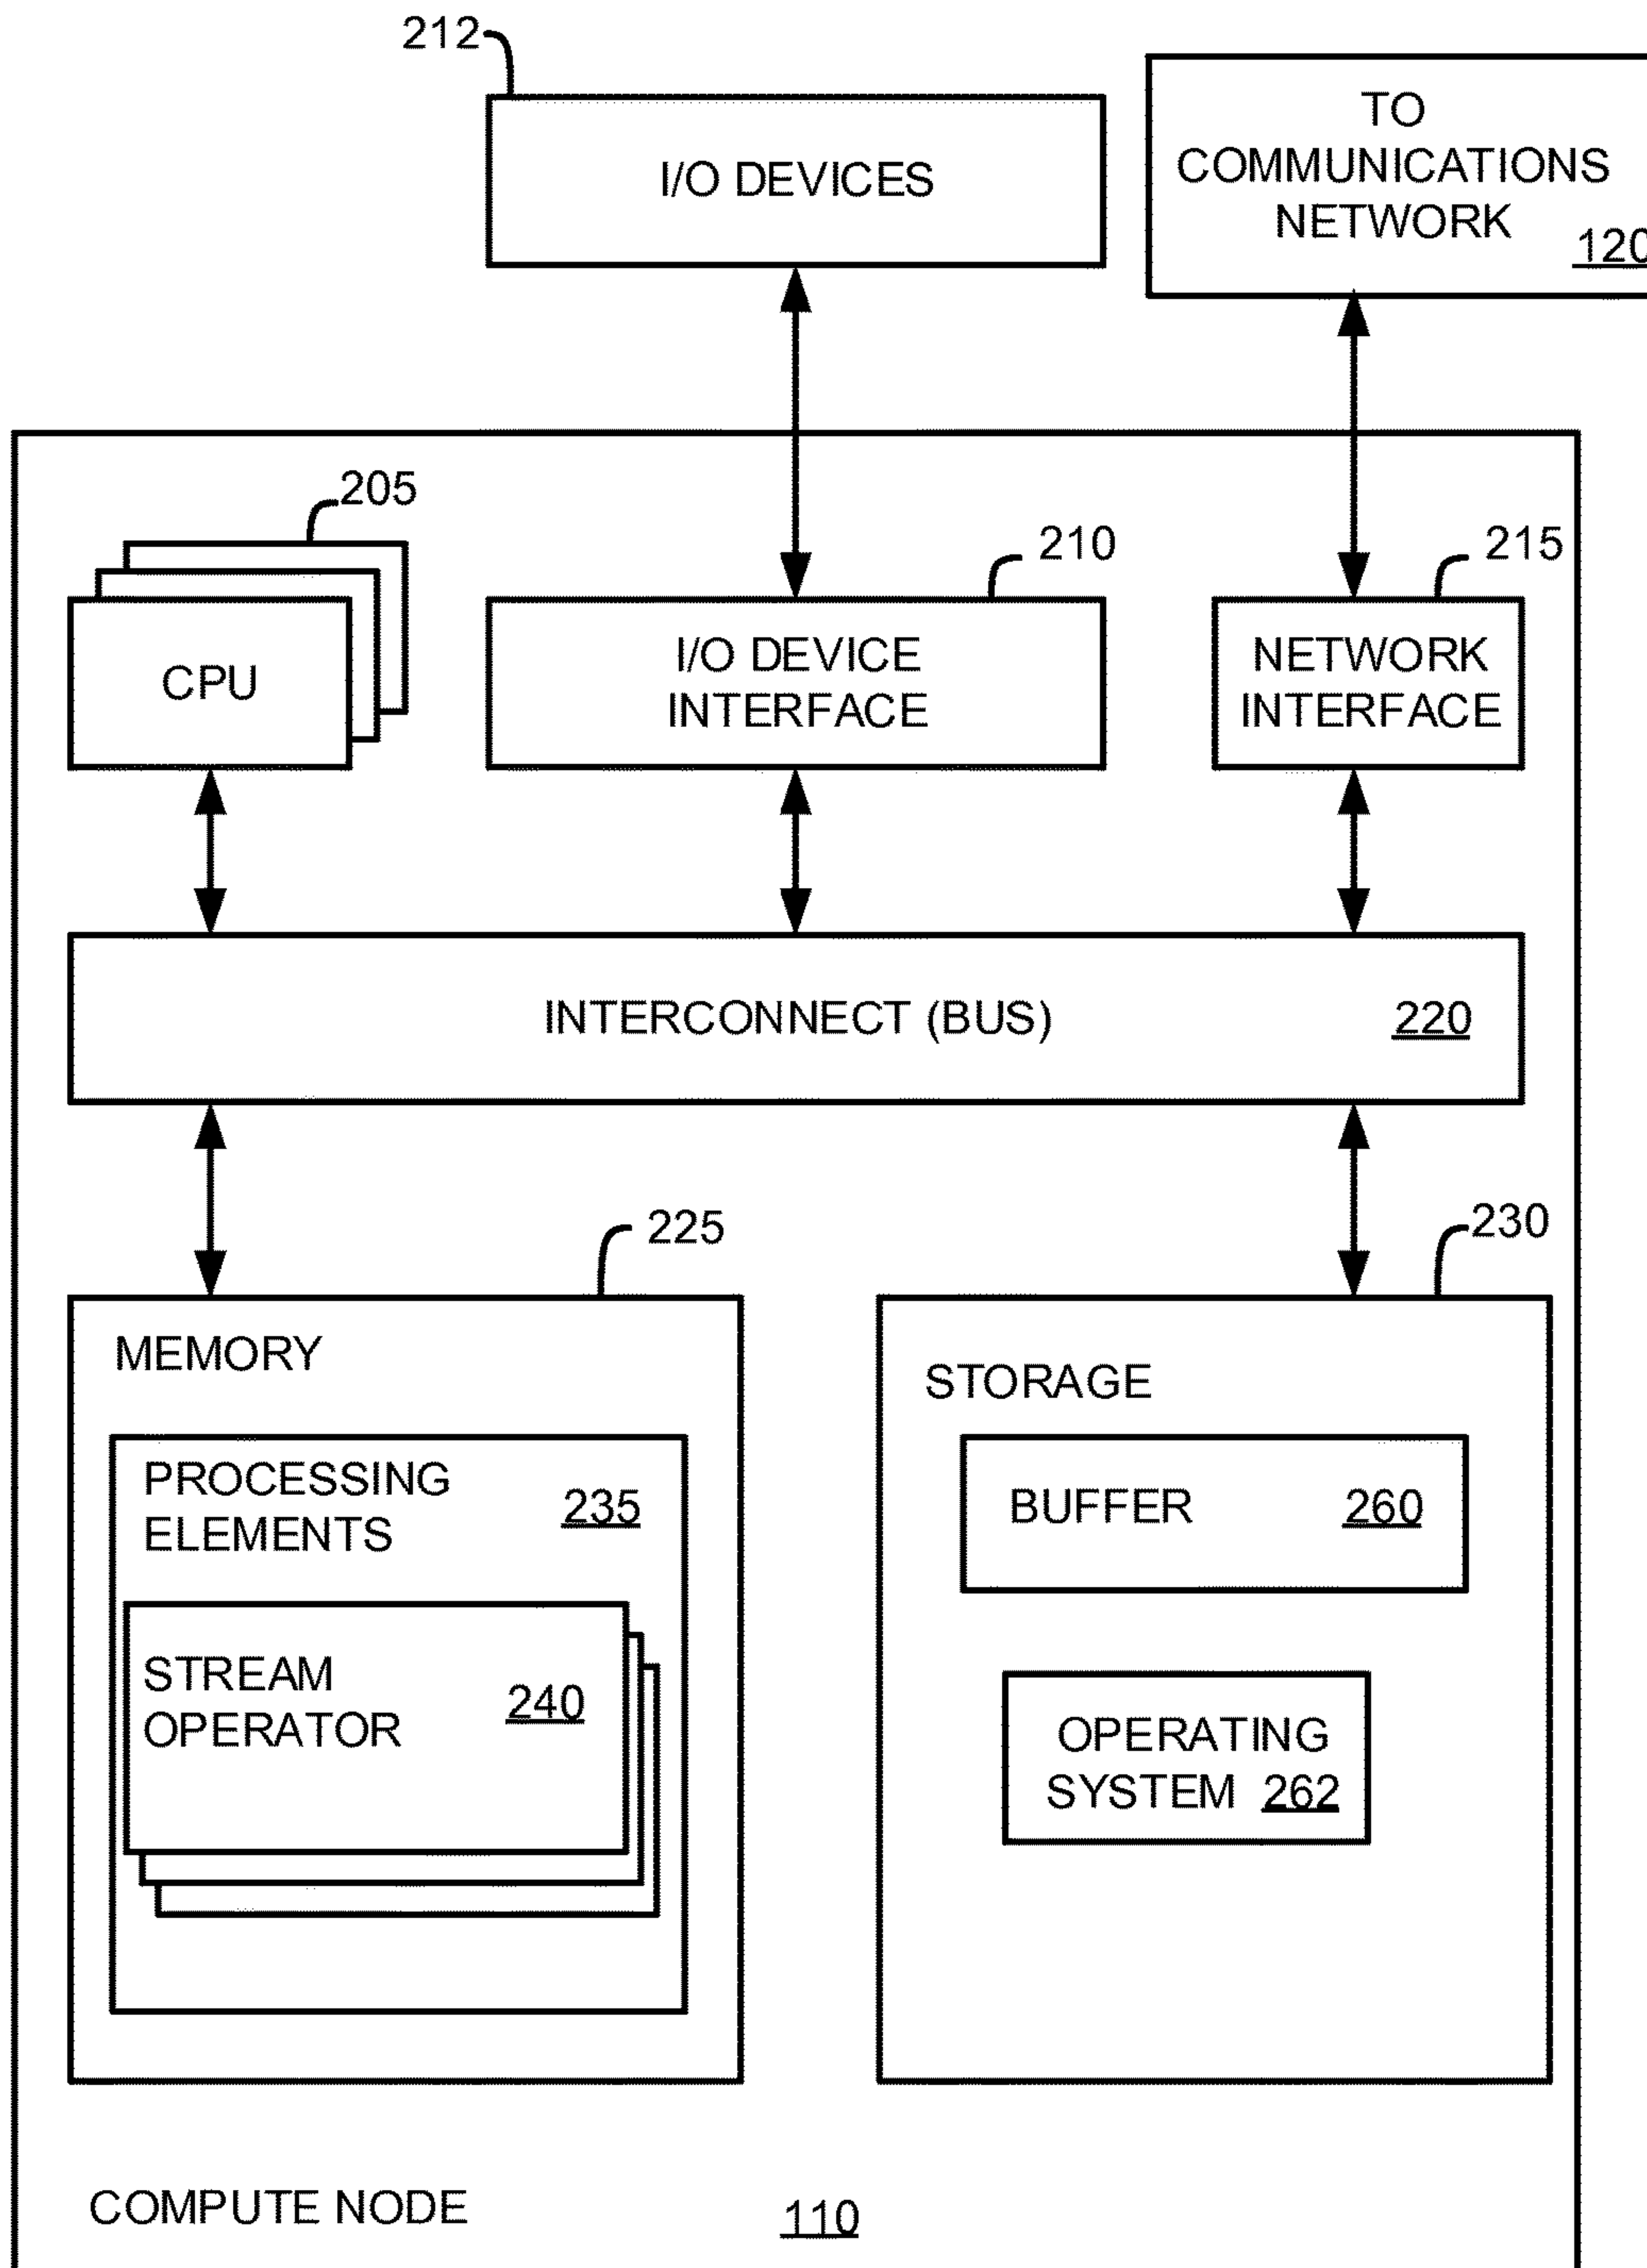 212
I/O DEVICES
TO
COMMUNICATIONS
NETWORK
120
205
210
215
CPU
I/O DEVICE
INTERFACE
NETWORK
INTERFACE
INTERCONNECT (BUS)
220
225
230
MEMORY
STORAGE
PROCESSING
ELEMENTS
235
BUFFER
260
STREAM
OPERATOR
240
OPERATING
SYSTEM 262
COMPUTE NODE
110